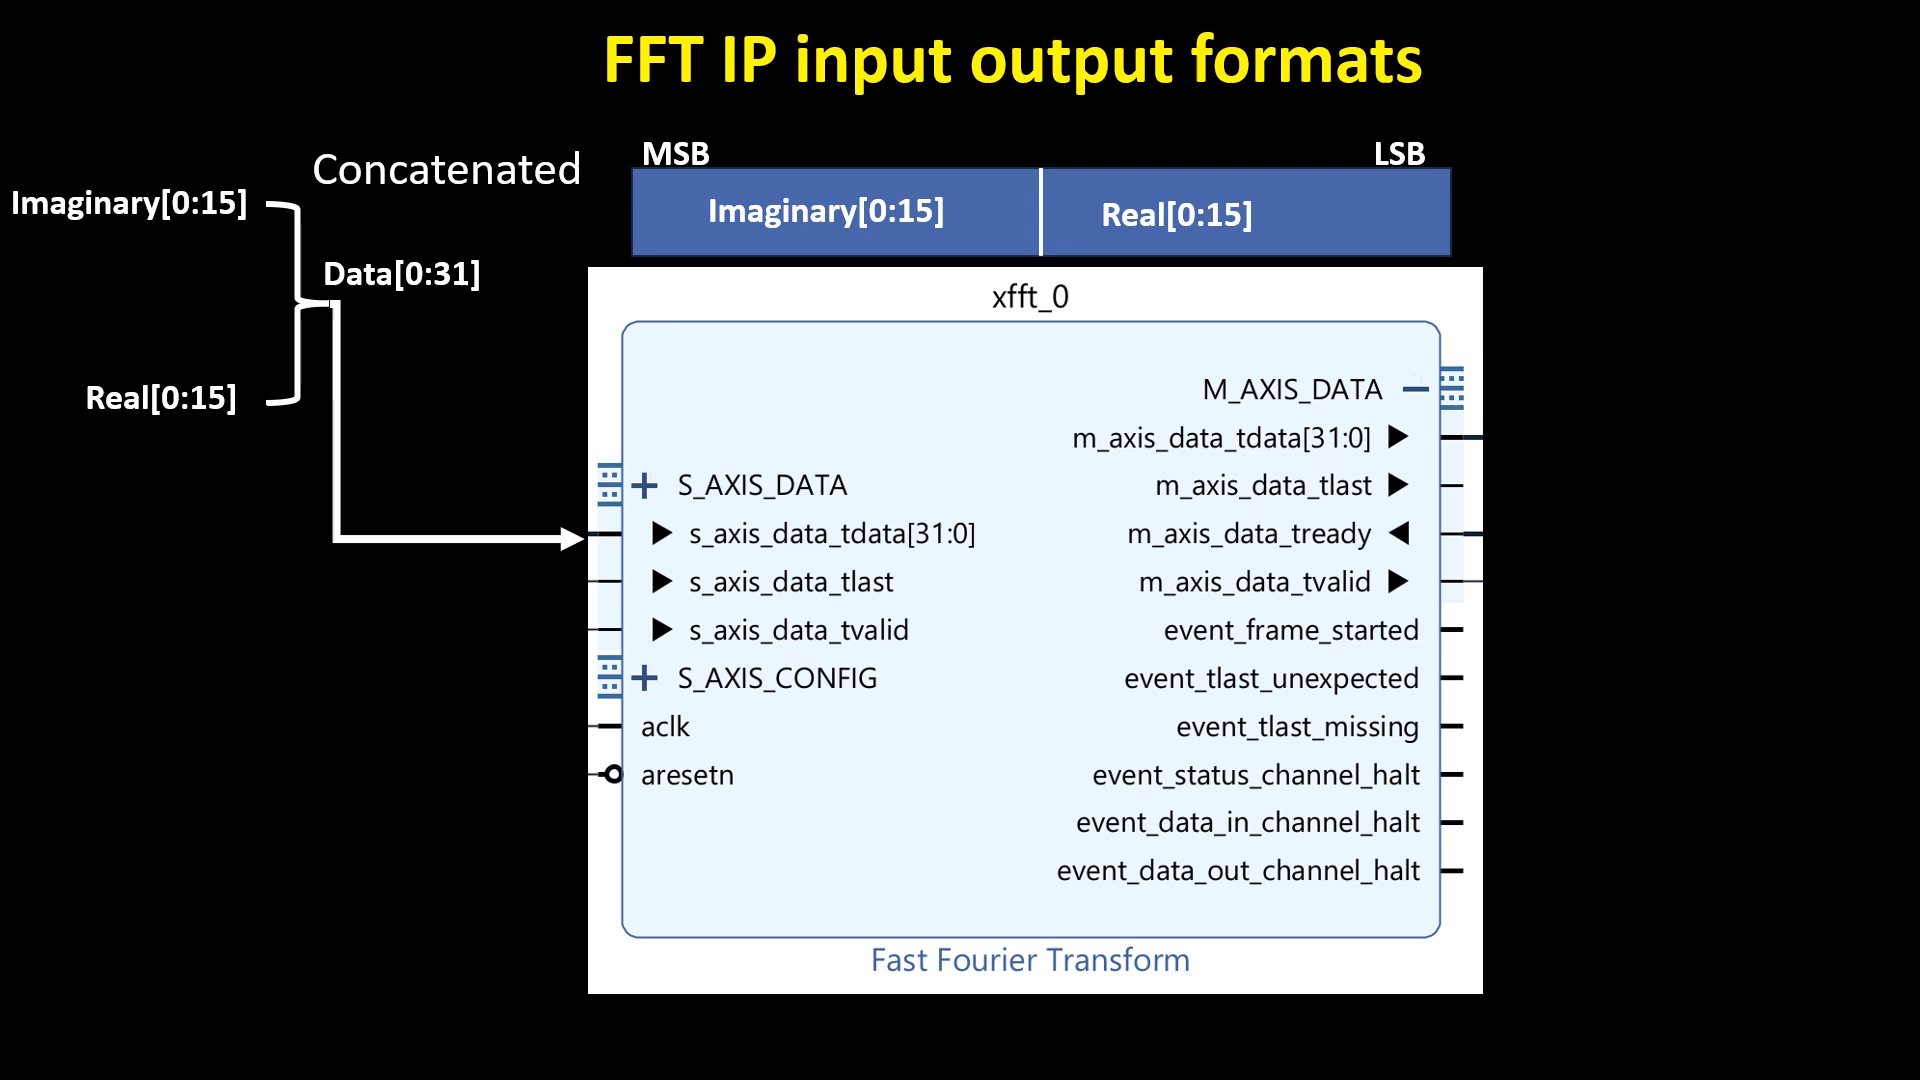 FFT IP input output formats
Concatenated
MSB
LSB
Imaginary[0:15]
Imaginary[0:15]
Real[0:15]
Data[0:31]
Real[0:15]
xfft_0
M_AXIS_DATA
m_axis_data_tdata[31:0]
S_AXIS_DATA
m_axis_data_tlast
s_axis_data_tdata[31:0]
m_axis_data_tready
s_axis_data_tlast
m_axis_data_tvalid
s_axis_data_tvalid
event_frame_started
S_AXIS_CONFIG
event_tlast_unexpected
aclk
event_tlast_missing
aresetn
event_status_channel_halt
event_data_in_channel_halt
event_data_out_channel_halt
Fast Fourier Transform